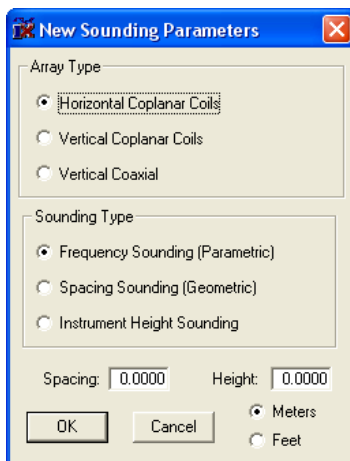 New Sounding Parameters
Array Type
Horizontal Coplanar Coils
Vertical Coplanar Coils
Vertical Coaxial
Sounding Type
Frequency Sounding (Parametric)
Spacing Sounding (Geometric)
Instrument Height Sounding
Spacing: 0.0000 Height: 0.0000
OK Cancel Meters
Feet